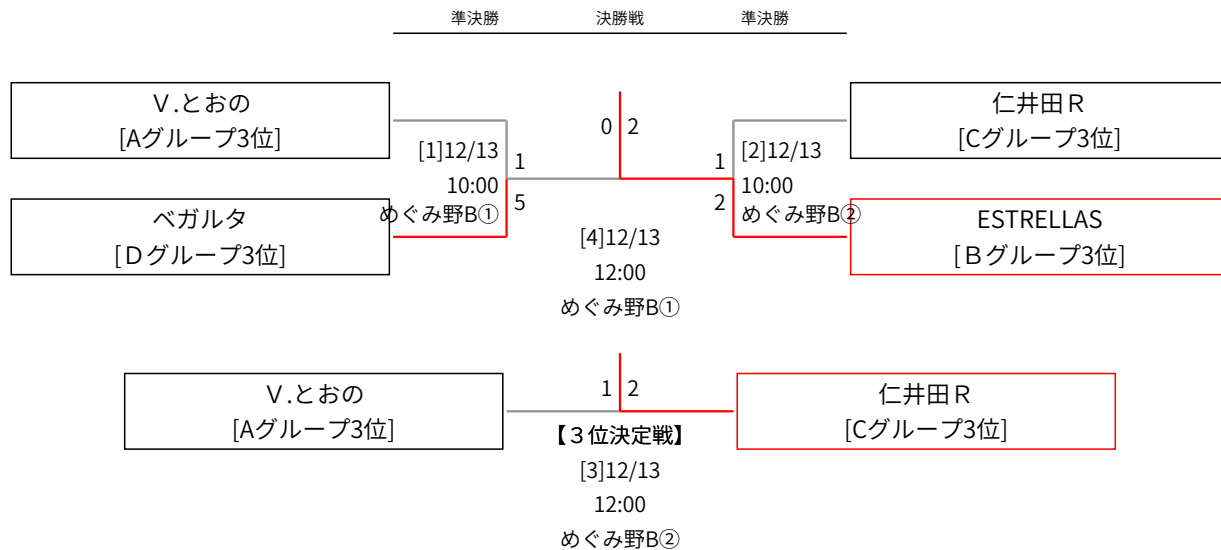 準決勝 決勝戦 準決勝
Ｖ.とおの
[Aグループ3位]
仁井田Ｒ
[Cグループ3位]
0 2
[1]12/13
10:00
めぐみ野B①
1
5
1
2
[2]12/13
10:00
めぐみ野B②
ベガルタ
[Ｄグループ3位]
ESTRELLAS
[Ｂグループ3位]
[4]12/13
12:00
めぐみ野B①
Ｖ.とおの
[Aグループ3位]
1 2
仁井田Ｒ
[Cグループ3位]
【３位決定戦】
[3]12/13
12:00
めぐみ野B②